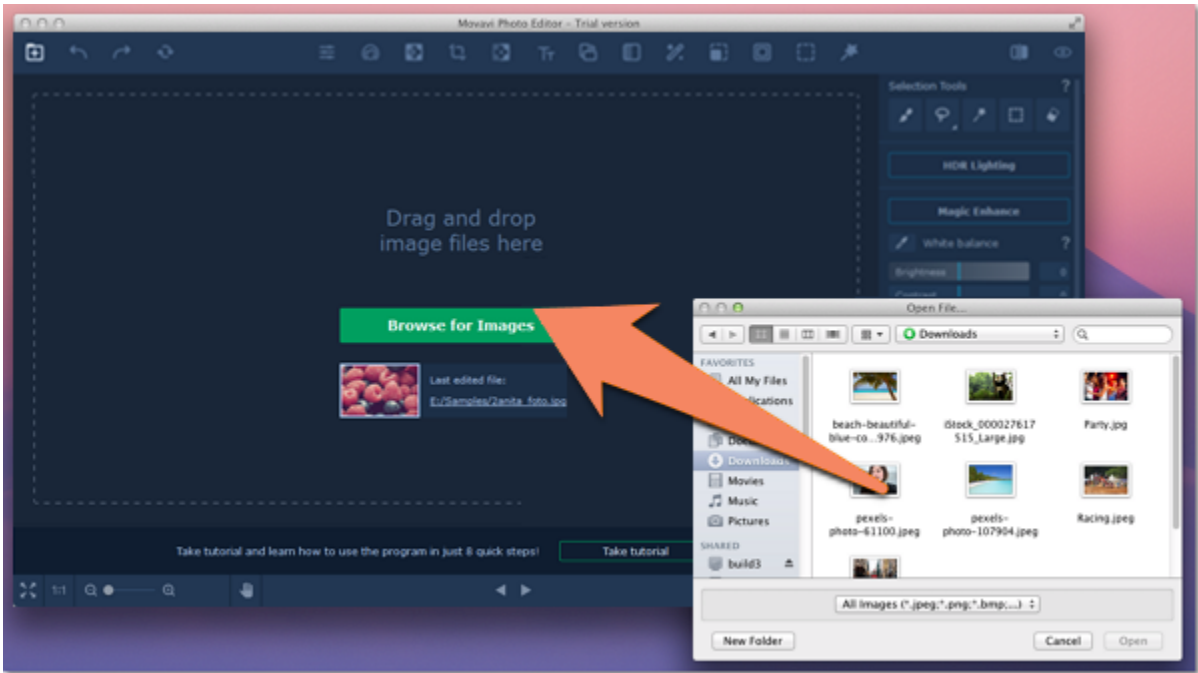 Movavi Photo Editor – Trial version
Selection Tools
?
HDR Lighting
Magic Enhance
White balance
?
Brightness
0
Contrast
0
Drag and drop
image files here
Browse for Images
Last edited file:
E:/Samples/2anita_foto.jpg
Take tutorial and learn how to use the program in just 8 quick steps!
Take tutorial
1:1
Open File...
Downloads
FAVORITES
All My Files
Downloads
Movies
Music
Pictures
SHARED
build3
beach-beautiful-
blue-co...976.jpeg
iStock_000027617
515_Large.jpg
Party.jpg
pexels-
photo-61100.jpeg
pexels-
photo-107904.jpeg
Racing.jpeg
All Images (*.jpeg;*.png;*.bmp;...)
New Folder
Cancel
Open